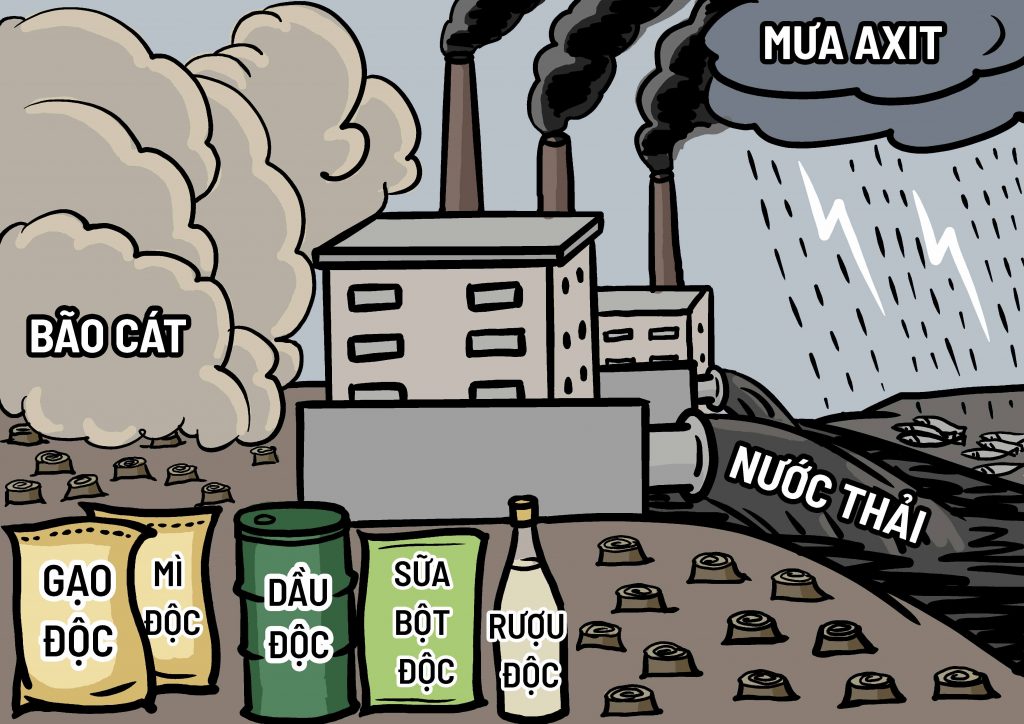 MƯA AXIT
BÃO CÁT
NƯỚC THẢI
GẠO
ĐỘC
MÌ
ĐỘC
DẦU
ĐỘC
SỮA
BỘT
ĐỘC
RƯỢU
ĐỘC